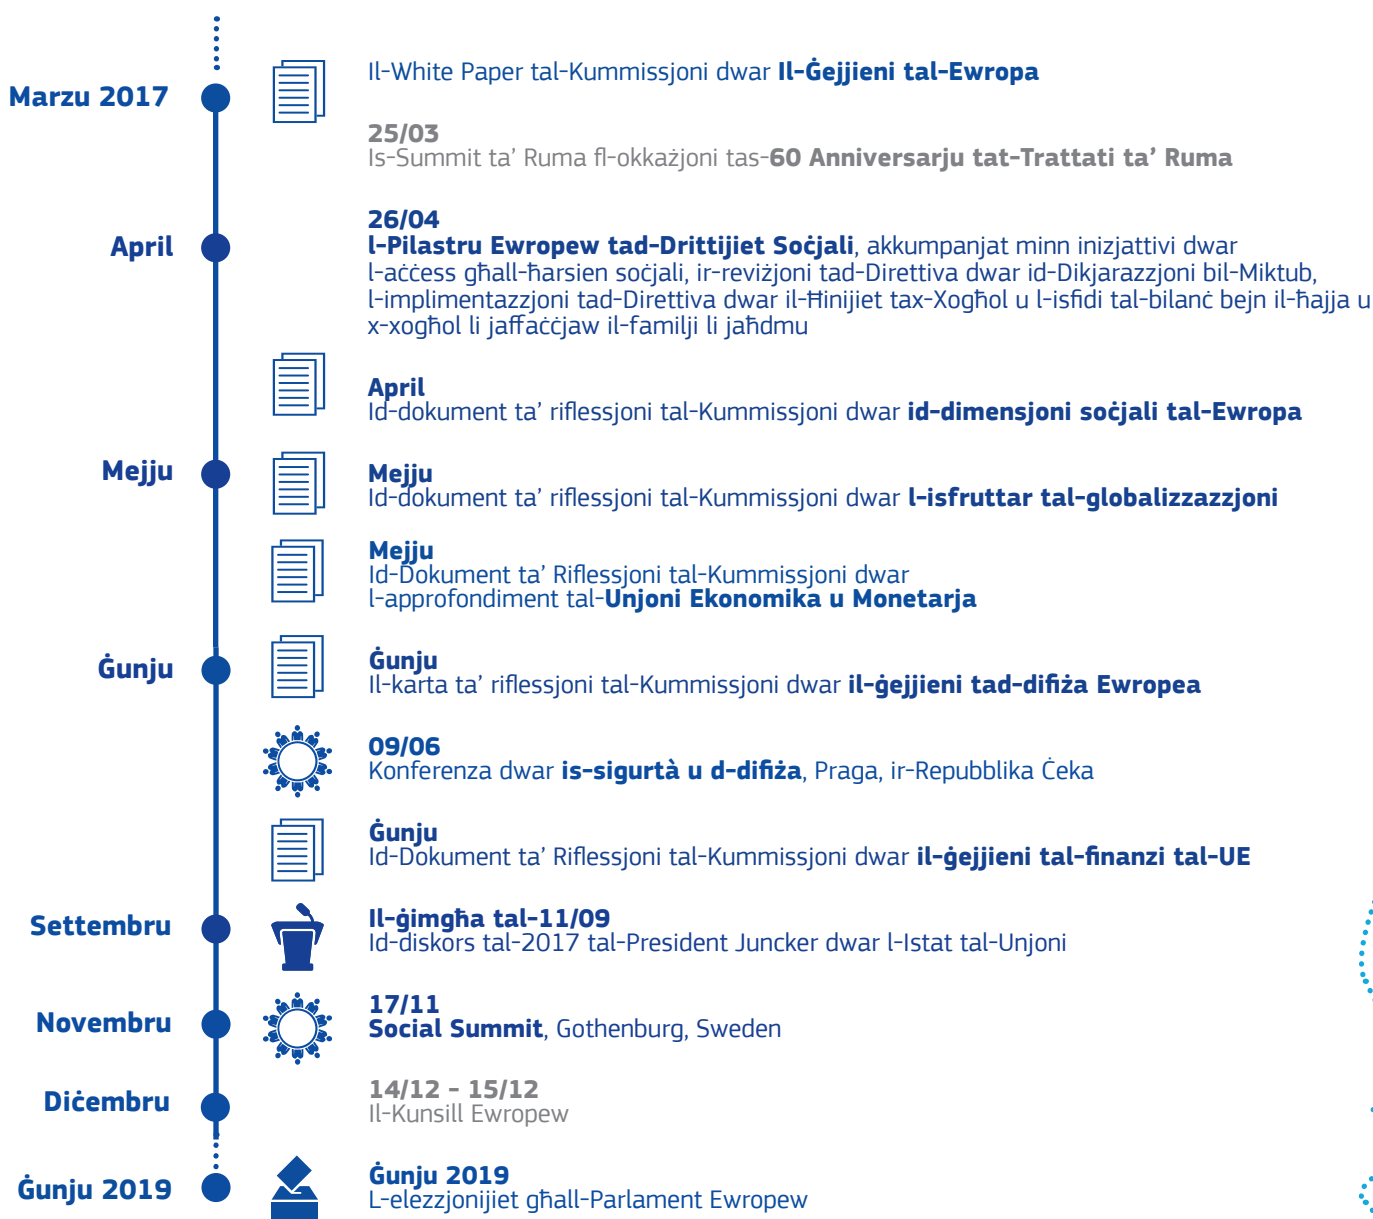 Marzu 2017
Il-White Paper tal-Kummissjoni dwar Il-Ġejjieni tal-Ewropa
25/03
Is-Summit ta’ Ruma fl-okkażjoni tas-60 Anniversarju tat-Trattati ta’ Ruma
April
26/04
l-Pilastru Ewropew tad-Drittijiet Soċjali, akkumpanjat minn inizjattivi dwar
l-aċċess għall-ħarsien soċjali, ir-reviżjoni tad-Direttiva dwar id-Dikjarazzjoni bil-Miktub,
l-implimentazzjoni tad-Direttiva dwar il-Ħinijiet tax-Xogħol u l-isfidi tal-bilanċ bejn il-ħajja u
x-xogħol li jaffaċċjaw il-familji li jaħdmu
April
Id-dokument ta’ riflessjoni tal-Kummissjoni dwar id-dimensjoni soċjali tal-Ewropa
Mejju
Mejju
Id-dokument ta’ riflessjoni tal-Kummissjoni dwar l-isfruttar tal-globalizzazzjoni
Mejju
Id-Dokument ta’ Riflessjoni tal-Kummissjoni dwar
l-approfondiment tal-Unjoni Ekonomika u Monetarja
Ġunju
Ġunju
Il-karta ta’ riflessjoni tal-Kummissjoni dwar il-ġejjieni tad-difiża Ewropea
09/06
Konferenza dwar is-sigurtà u d-difiża, Praga, ir-Repubblika Ċeka
Ġunju
Id-Dokument ta’ Riflessjoni tal-Kummissjoni dwar il-ġejjieni tal-finanzi tal-UE
Settembru
Il-ġimgħa tal-11/09
Id-diskors tal-2017 tal-President Juncker dwar l-Istat tal-Unjoni
Novembru
17/11
Social Summit, Gothenburg, Sweden
Diċembru
14/12 - 15/12
Il-Kunsill Ewropew
Ġunju 2019
Ġunju 2019
L-elezzjonijiet għall-Parlament Ewropew